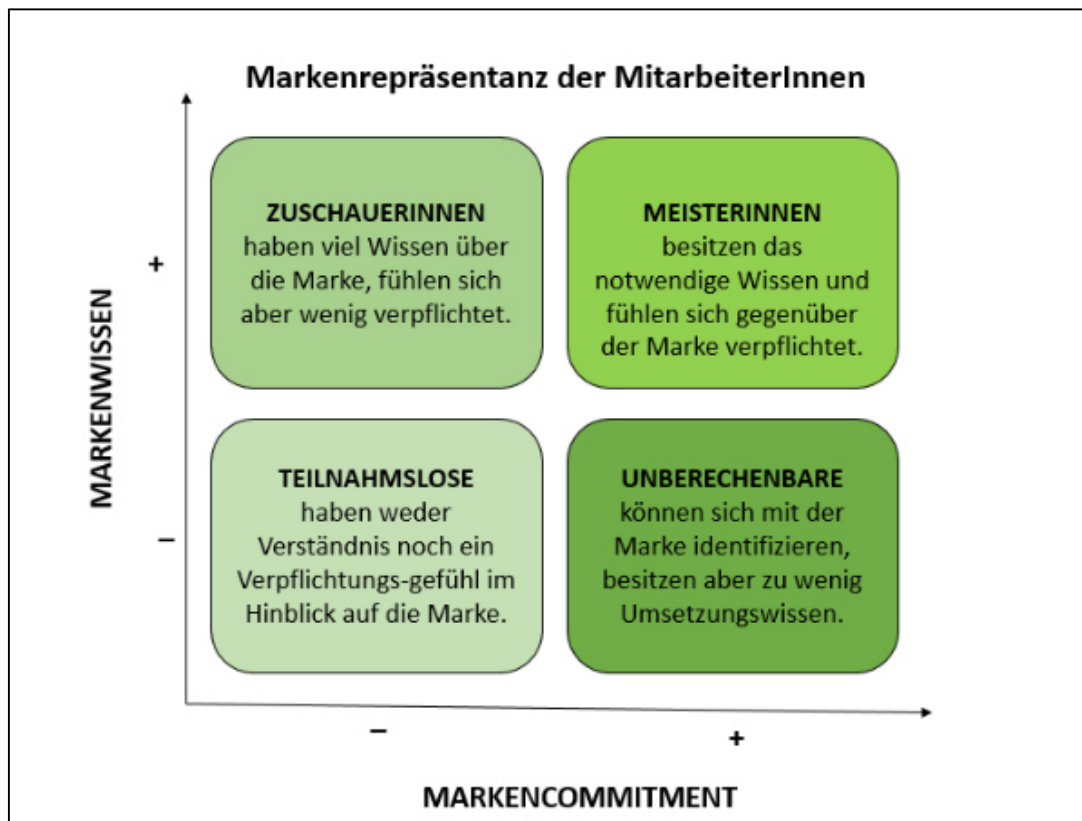 Markenrepräsentanz der MitarbeiterInnen
MARKENWISSEN
+
–
ZUSCHAUERINNEN
haben viel Wissen über
die Marke, fühlen sich
aber wenig verpflichtet.
MEISTERINNEN
besitzen das
notwendige Wissen und
fühlen sich gegenüber
der Marke verpflichtet.
TEILNAHMSLOSE
haben weder
Verständnis noch ein
Verpflichtungs-gefühl im
Hinblick auf die Marke.
UNBERECHENBARE
können sich mit der
Marke identifizieren,
besitzen aber zu wenig
Umsetzungswissen.
–
+
MARKENCOMMITMENT